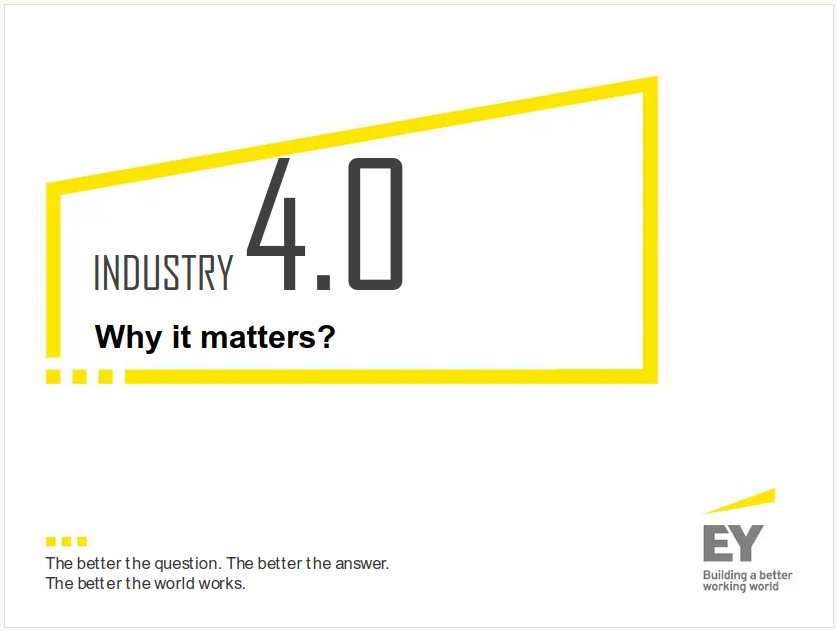 INDUSTRY 4.0
Why it matters?
The better the question. The better the answer.
The better the world works.
EY
Building a better
working world